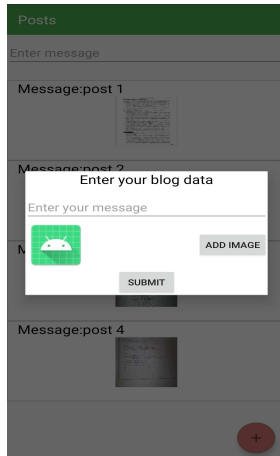 Posts
Enter message
Message:post 1
Message:post 2
Enter your blog data
Enter your message
M
ADD IMAGE
SUBMIT
Message:post 4
+